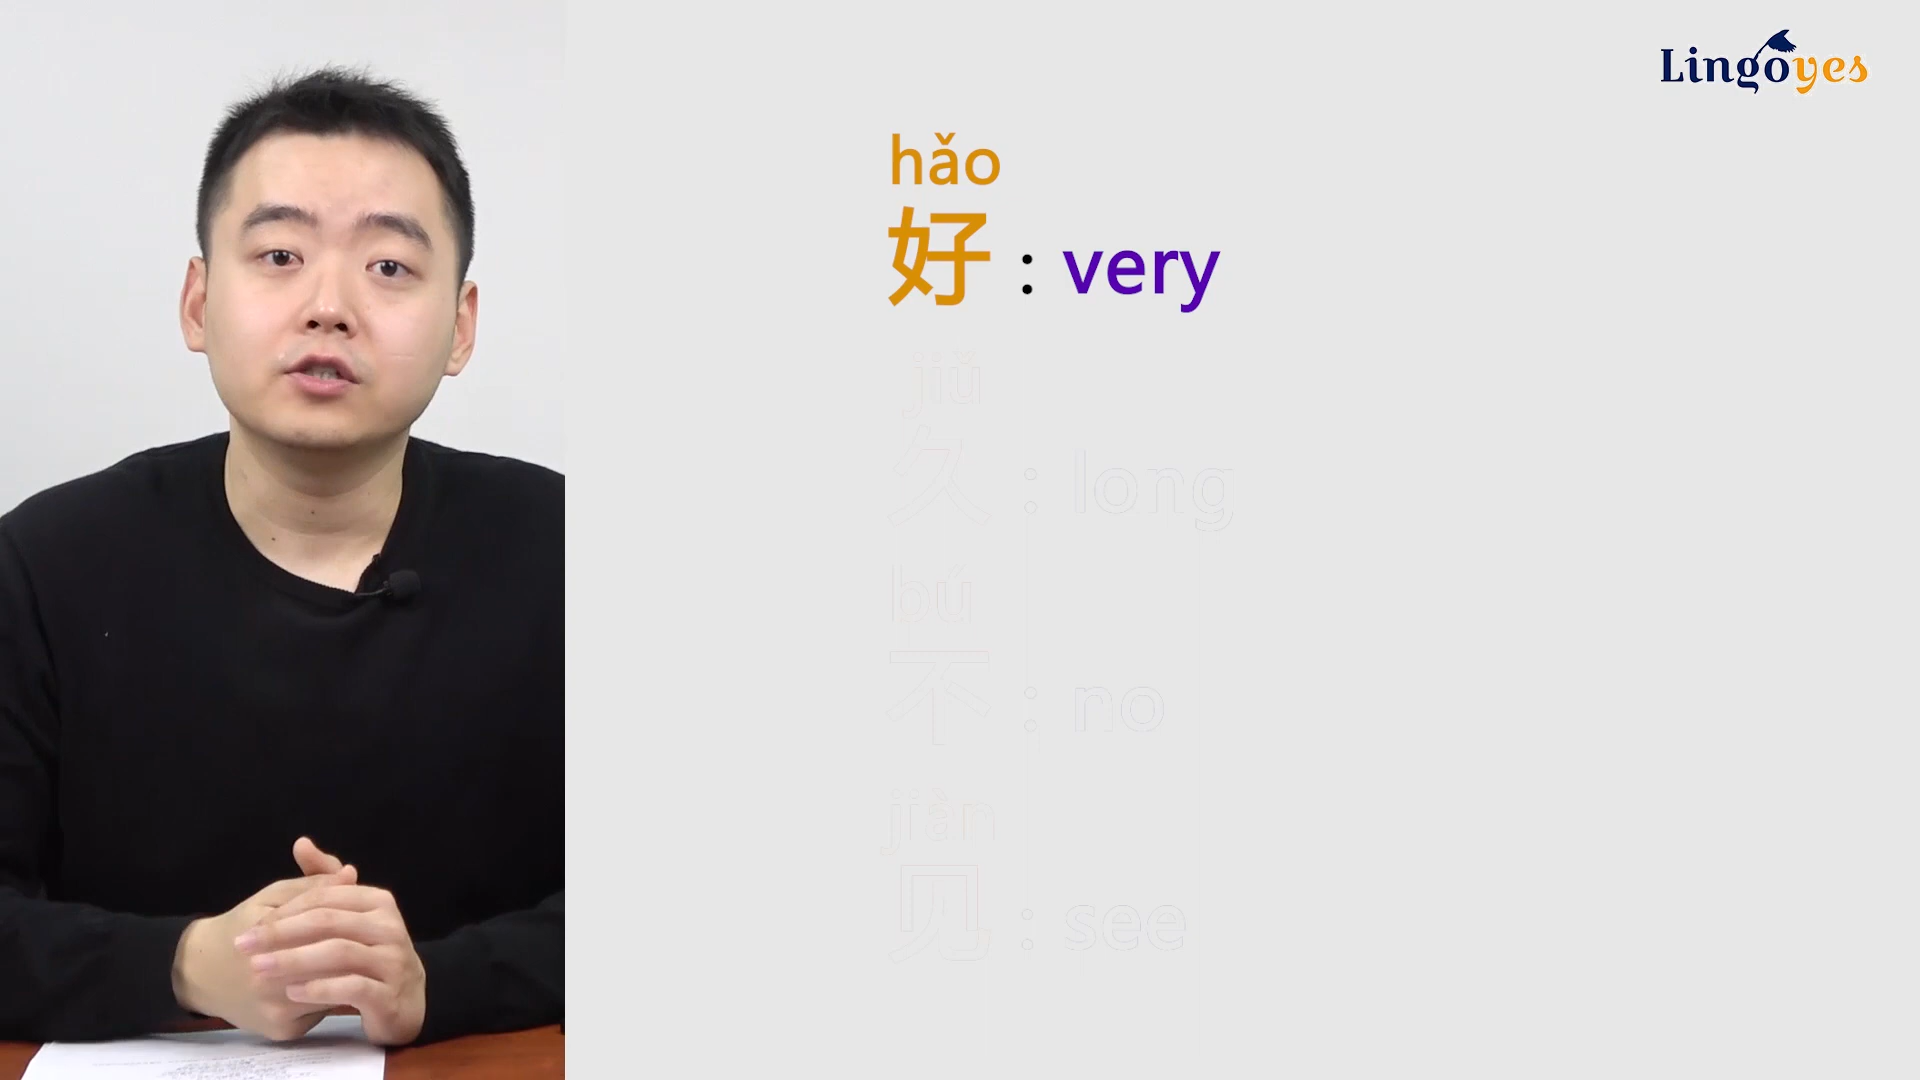 Lingoyes
hǎo
好 : very
jiǔ
久 : long
bú
不 : no
jiàn
见 : see